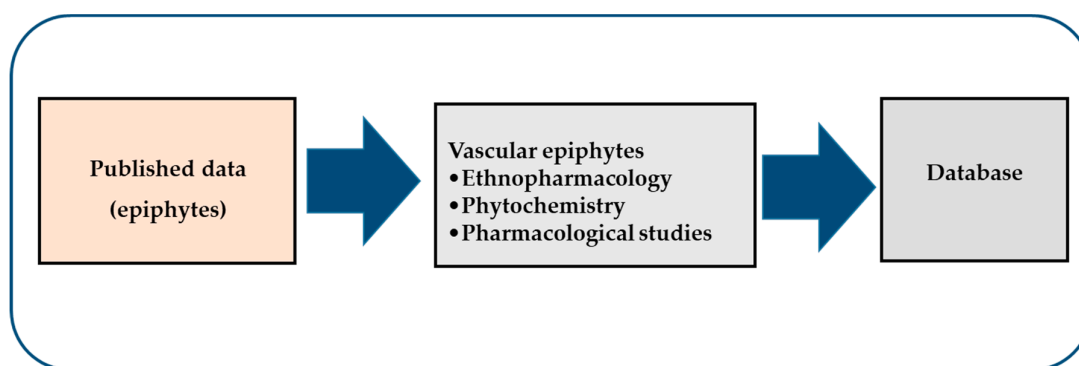 Published data
(epiphytes)
Vascular epiphytes
•Ethnopharmacology
•Phytochemistry
•Pharmacological studies
Database